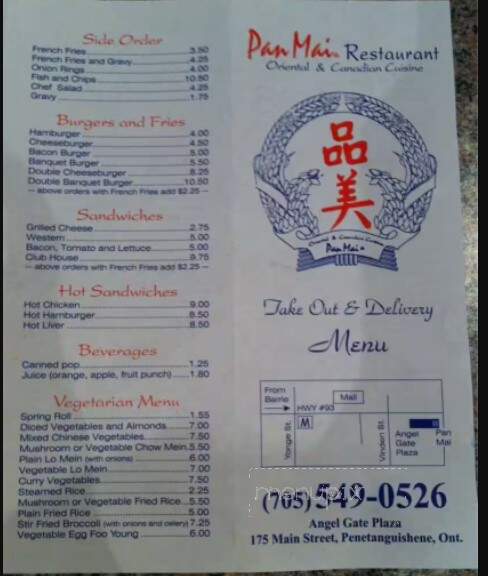 Side Order
French Fries 3.50
French Fries and Gravy 4.25
Onion Rings 4.00
Fish and Chips 10.50
Chef Salad 4.25
Gravy 1.75
Burgers and Fries
Hamburger 4.00
Cheeseburger 4.50
Bacon Burger 5.00
Banquet Burger 5.50
Double Cheeseburger 8.25
Double Banquet Burger 10.50
-- above orders with French Fries add $2.25 --
Sandwiches
Grilled Cheese 2.75
Western 5.00
Bacon, Tomato and Lettuce 5.00
Club House 9.75
-- above orders with French Fries add $2.25 --
Hot Sandwiches
Hot Chicken 9.00
Hot Hamburger 8.50
Hot Liver 8.50
Beverages
Canned pop 1.25
Juice (orange, apple, fruit punch) 1.80
Vegetarian Menu
Spring Roll 1.55
Diced Vegetables and Almonds 7.00
Mixed Chinese Vegetables 7.50
Mushroom or Vegetable Chow Mein 5.50
Plain Lo Mein (with onions) 6.00
Vegetable Lo Mein 7.00
Curry Vegetables 7.50
Steamed Rice 2.25
Mushroom or Vegetable Fried Rice 5.50
Plain Fried Rice 5.00
Stir Fried Broccoli (with onions and celery) 7.25
Vegetable Egg Foo Young 6.00
Pan Mai Restaurant
Oriental & Canadian Cuisine
品
美
Oriental & Canadian Cuisine
Pan Mai
Take Out & Delivery
Menu
From
Barrie
HWY #93
Mall
M
Yonge St.
Vinden St.
Angel
Gate
Plaza
Pan
Mai
menupix
(705) 549-0526
Angel Gate Plaza
175 Main Street, Penetanguishene, Ont.